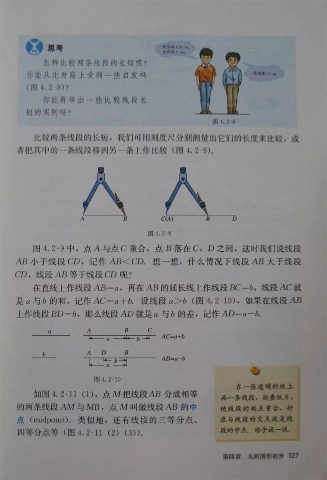 思考
怎样比较两条线段的长短呢?
你能从比身高上受到一些启发吗
(图 4.2-8)?
你能再举出一些比较线段长
短的实例吗?
图 4.2-8
比较两条线段的长短，我们可用刻度尺分别测量出它们的长度来比较，或
者把其中的一条线段移到另一条上作比较 (图 4.2-9).
A B C(A) B D
图 4.2-9
图 4.2-9 中，点 A 与点 C 重合，点 B 落在 C，D 之间，这时我们说线段
AB 小于线段 CD，记作 AB<CD. 想一想，什么情况下线段 AB 大于线段
CD，线段 AB 等于线段 CD 呢?
在直线上作线段 AB=a，再在 AB 的延长线上作线段 BC=b，线段 AC 就
是 a 与 b 的和，记作 AC=a+b. 设线段 a>b (图 4.2-10)，如果在线段 AB
上作线段 BD=b，那么线段 AD 就是 a 与 b 的差，记作 AD=a-b.
a A B C
a b AC=a+b
b A D B
AD=a-b
图 4.2-10
如图 4.2-11 (1)，点 M 把线段 AB 分成相等
的两条线段 AM 与 MB，点 M 叫做线段 AB 的中
点 (midpoint). 类似地，还有线段的三等分点、
四等分点等 (图 4.2-11 (2) (3)).
在一张透明的纸上
画一条线段，折叠纸片，
使线段的端点重合，折
痕与线段的交点就是线
段的中点. 动手试一试.
第四章 几何图形初步 127